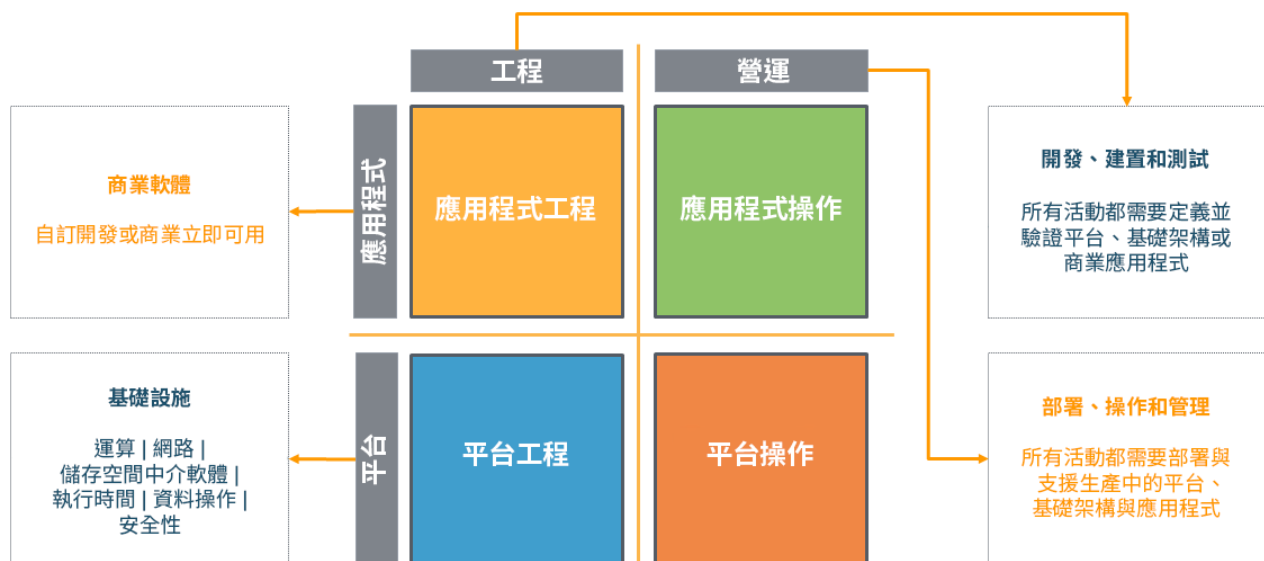 工程
營運
商業軟體
自訂開發或商業立即可用
應用程式
應用程式工程
應用程式操作
開發、建置和測試
所有活動都需要定義並
驗證平台、基礎架構或
商業應用程式
基礎設施
運算 | 網路 |
儲存空間中介軟體 |
執行時間 | 資料操作 |
安全性
平台
平台工程
平台操作
部署、操作和管理
所有活動都需要部署與
支援生產中的平台、
基礎架構與應用程式